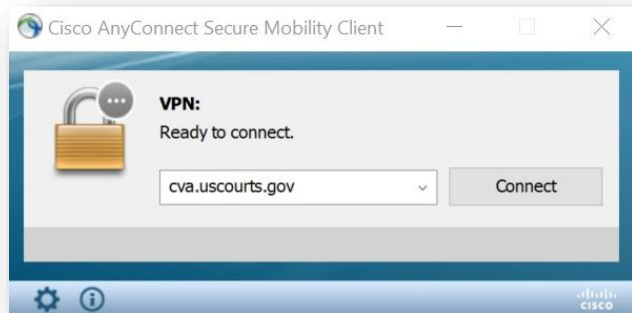 Cisco AnyConnect Secure Mobility Client
VPN:
Ready to connect.
cva.uscourts.gov
Connect
CISCO